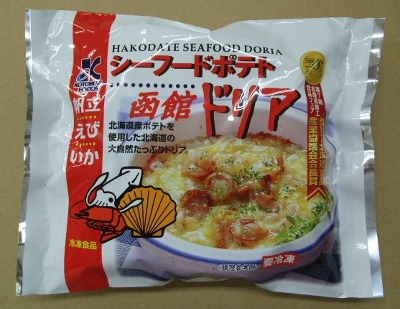 HAKODATE SEAFOOD DORIA
シーフードポテト
函館
ドリア
帆立
えび
いか
北海道産ポテトを
使用した北海道の
大自然たっぷりドリア。
冷凍食品
要冷凍